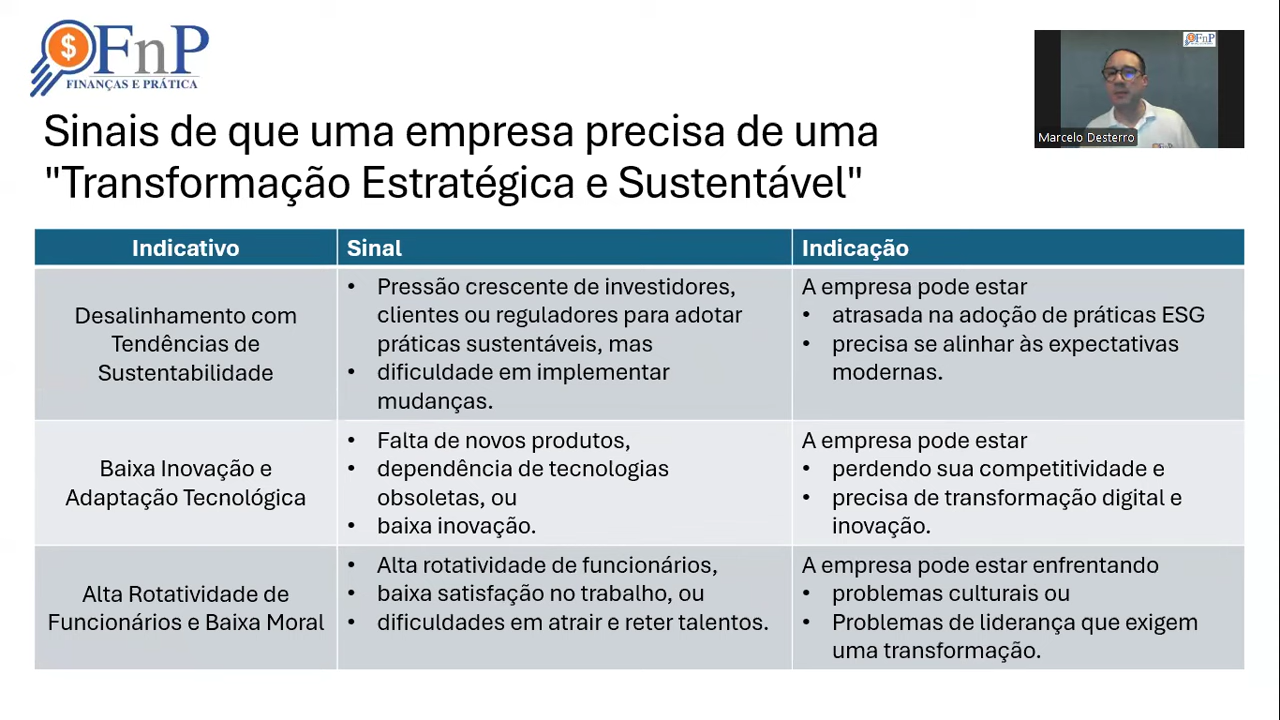 FnP
FINANÇAS E PRÁTICA
FnP
Marcelo Desterro
Sinais de que uma empresa precisa de uma
"Transformação Estratégica e Sustentável"
Indicativo
Sinal
Indicação
Desalinhamento com
Tendências de
Sustentabilidade
• Pressão crescente de investidores,
clientes ou reguladores para adotar
práticas sustentáveis, mas
• dificuldade em implementar
mudanças.
A empresa pode estar
• atrasada na adoção de práticas ESG
• precisa se alinhar às expectativas
modernas.
Baixa Inovação e
Adaptação Tecnológica
• Falta de novos produtos,
• dependência de tecnologias
obsoletas, ou
• baixa inovação.
A empresa pode estar
• perdendo sua competitividade e
• precisa de transformação digital e
inovação.
Alta Rotatividade de
Funcionários e Baixa Moral
• Alta rotatividade de funcionários,
• baixa satisfação no trabalho, ou
• dificuldades em atrair e reter talentos.
A empresa pode estar enfrentando
• problemas culturais ou
• Problemas de liderança que exigem
uma transformação.